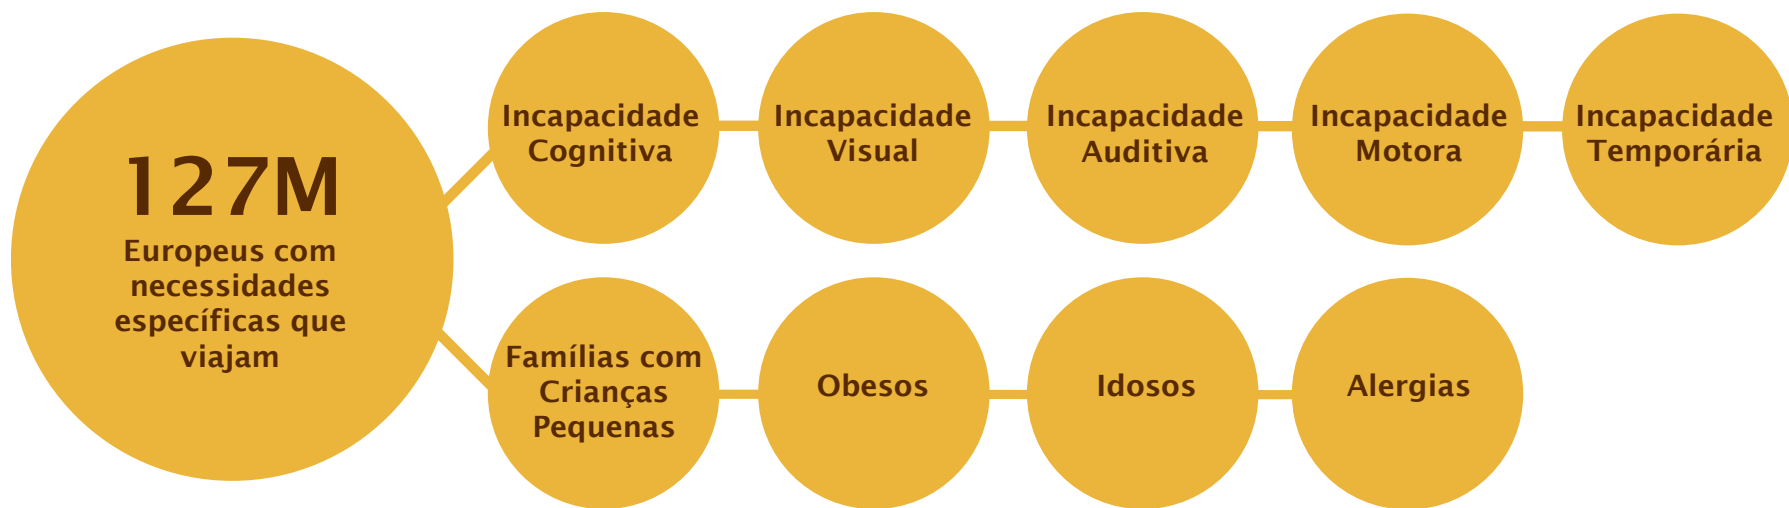 127M
Europeus com
necessidades
específicas que
viajam
Incapacidade
Cognitiva
Incapacidade
Visual
Incapacidade
Auditiva
Incapacidade
Motora
Incapacidade
Temporária
Famílias com
Crianças
Pequenas
Obesos
Idosos
Alergias